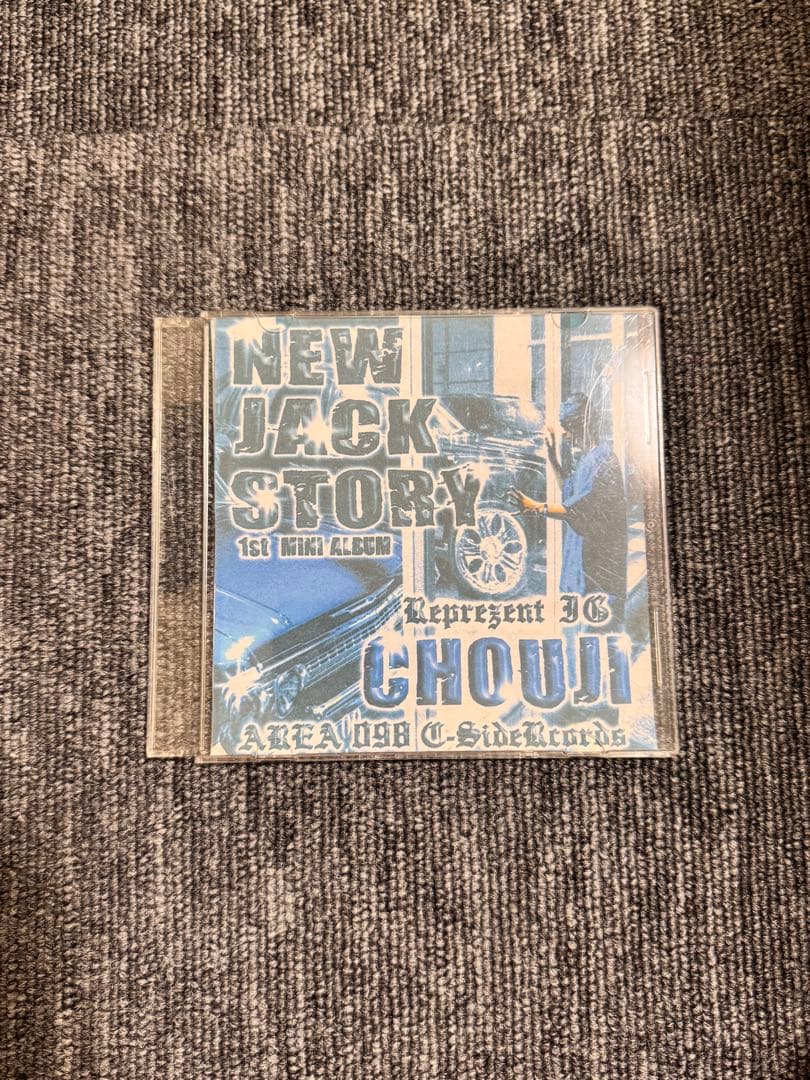 NEW
JACK
STORY
1st MINI ALBUM
Reprezent IG
CHOUJI
AREA 098 C-SideRcords